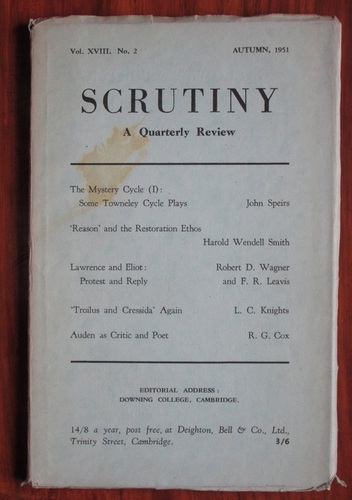 Vol. XVIII. No. 2 AUTUMN, 1951
SCRUTINY
A Quarterly Review
The Mystery Cycle (I):
Some Towneley Cycle Plays John Speirs
'Reason' and the Restoration Ethos
Harold Wendell Smith
Lawrence and Eliot: Robert D. Wagner
Protest and Reply and F. R. Leavis
'Troilus and Cressida' Again L. C. Knights
Auden as Critic and Poet R. G. Cox
EDITORIAL ADDRESS:
DOWNING COLLEGE, CAMBRIDGE.
14/8 a year, post free, at Deighton, Bell & Co., Ltd.,
Trinity Street, Cambridge. 3/6